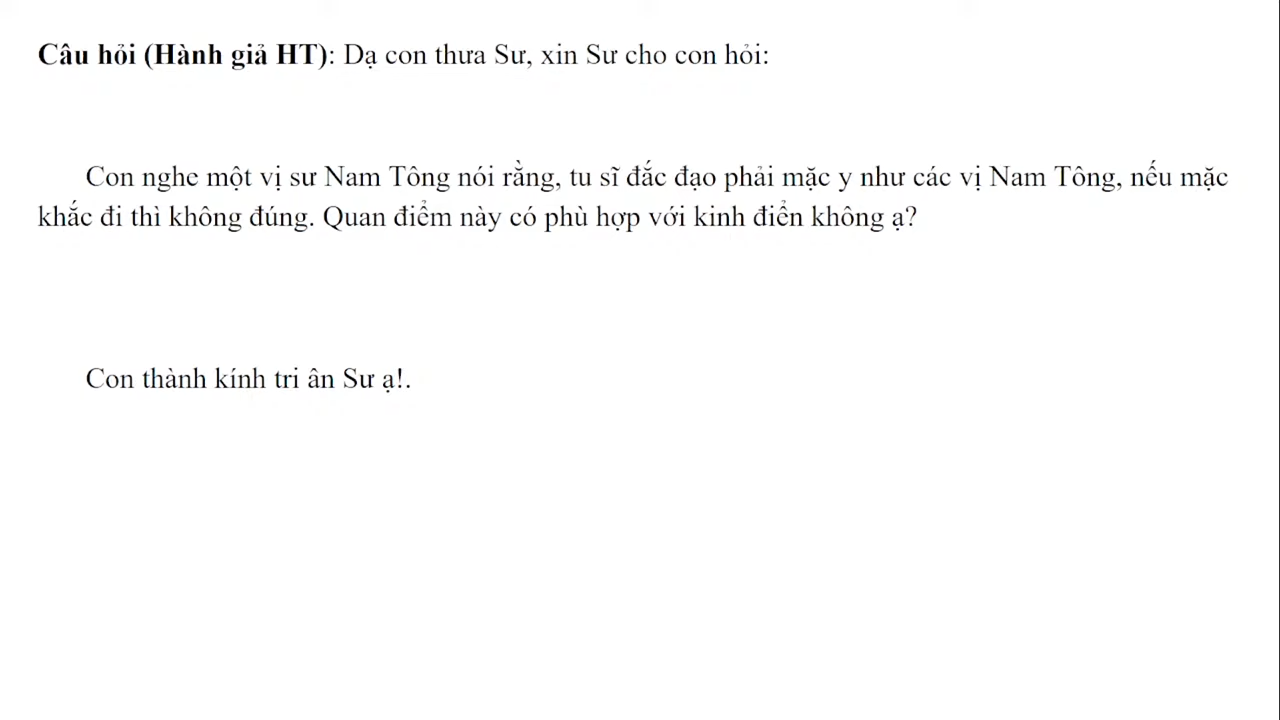 Câu hỏi (Hành giả HT): Dạ con thưa Sư, xin Sư cho con hỏi:
Con nghe một vị sư Nam Tông nói rằng, tu sĩ đắc đạo phải mặc y như các vị Nam Tông, nếu mặc
khắc đi thì không đúng. Quan điểm này có phù hợp với kinh điển không ạ?
Con thành kính tri ân Sư ạ!.